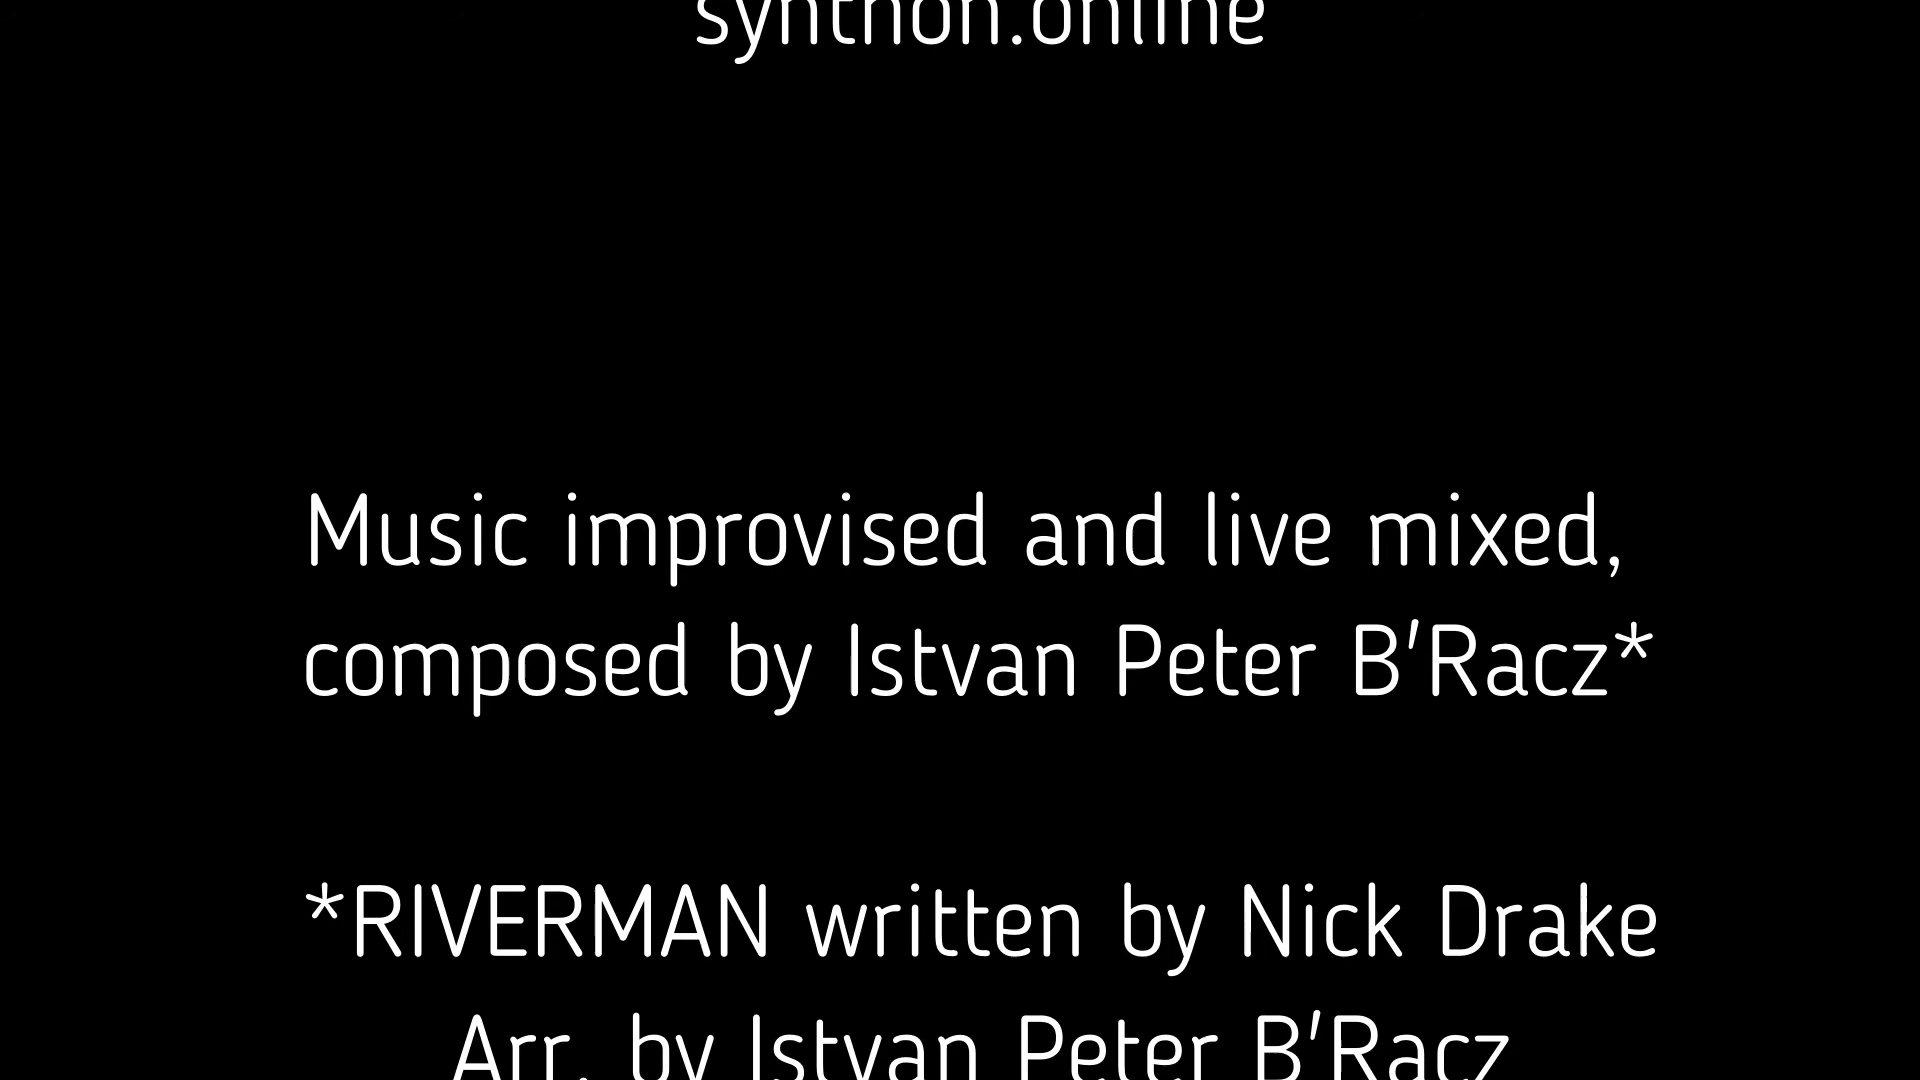 synthon.online
Music improvised and live mixed,
composed by Istvan Peter B'Racz*
*RIVERMAN written by Nick Drake
Arr. by Istvan Peter B'Racz